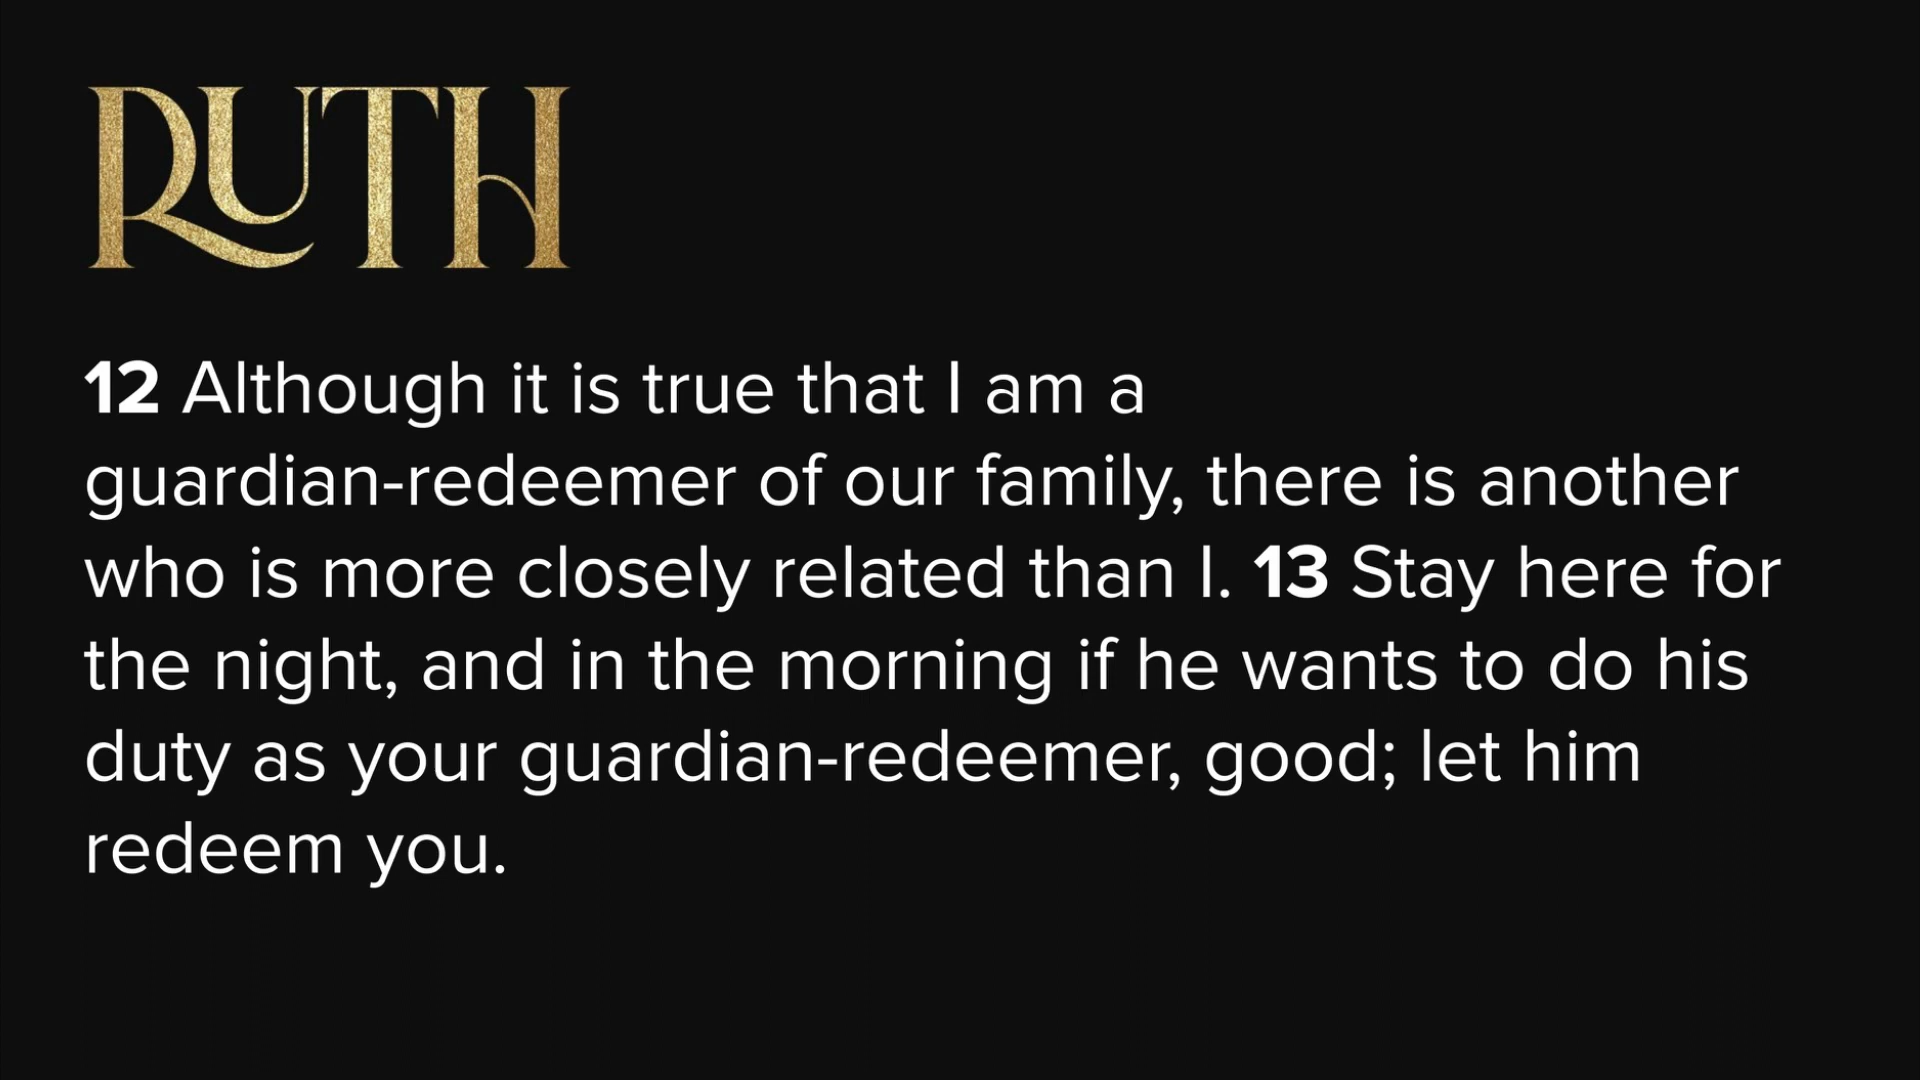 RUTH
12 Although it is true that I am a
guardian-redeemer of our family, there is another
who is more closely related than I. 13 Stay here for
the night, and in the morning if he wants to do his
duty as your guardian-redeemer, good; let him
redeem you.